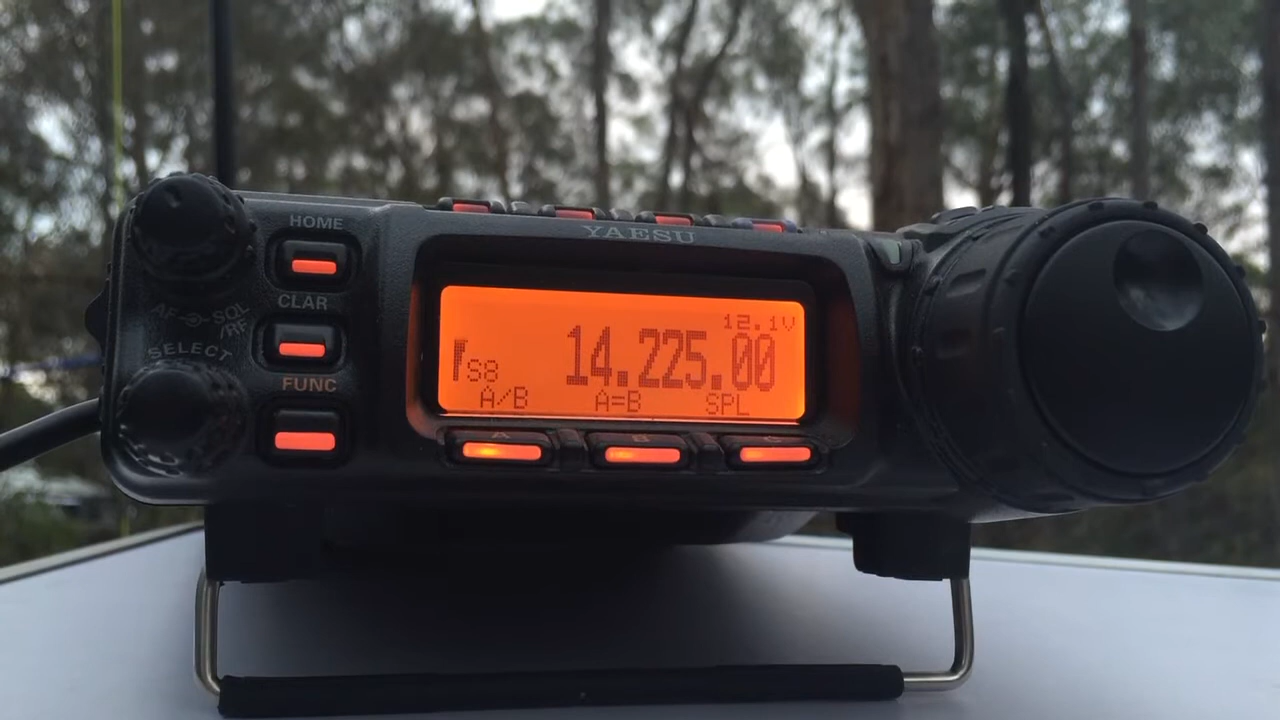 HOME
YAESU
CLAR
AF SQL
/RF
SELECT
FUNC
12.1V
14.225.00
S8
A/B A=B SPL
A B C